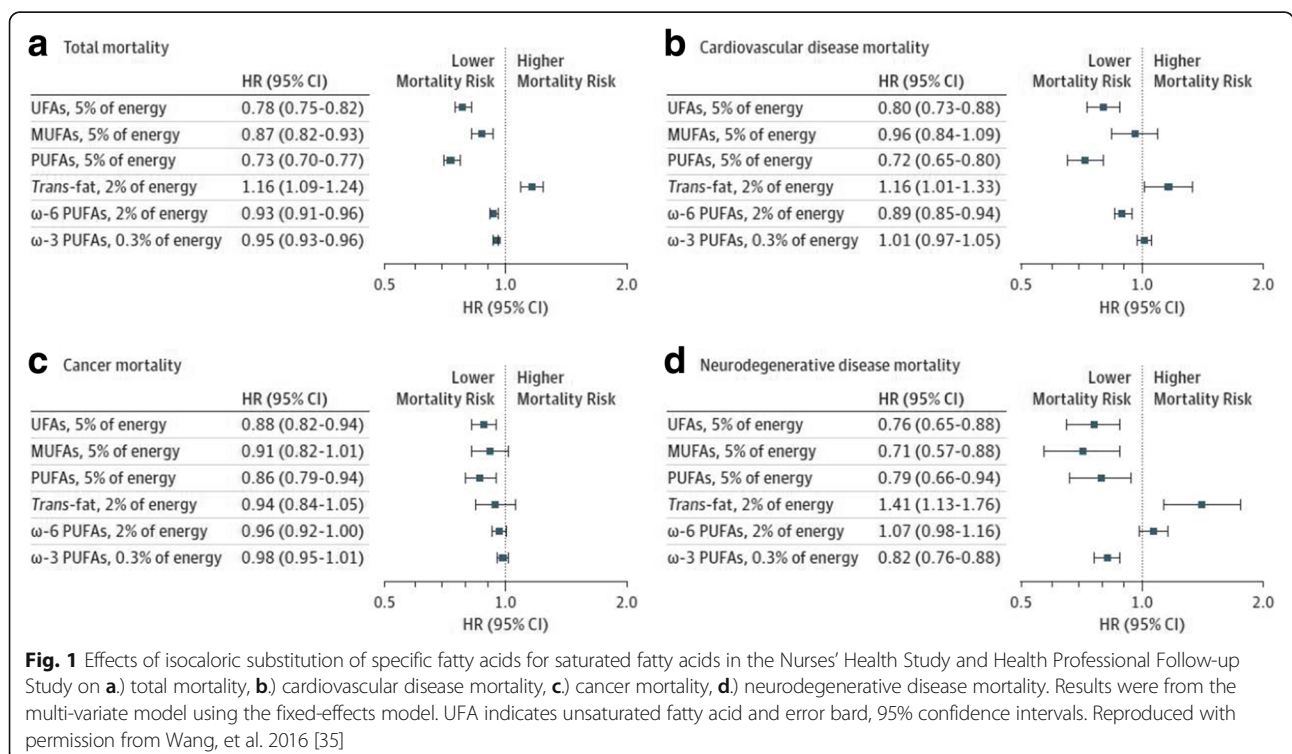 a Total mortality
Lower Higher
HR (95% CI) Mortality Risk Mortality Risk
UFAs, 5% of energy 0.78 (0.75-0.82)
MUFAs, 5% of energy 0.87 (0.82-0.93)
PUFAs, 5% of energy 0.73 (0.70-0.77)
Trans-fat, 2% of energy 1.16 (1.09-1.24)
ω-6 PUFAs, 2% of energy 0.93 (0.91-0.96)
ω-3 PUFAs, 0.3% of energy 0.95 (0.93-0.96)
0.5 1.0 2.0
HR (95% CI)
b Cardiovascular disease mortality
Lower Higher
HR (95% CI) Mortality Risk Mortality Risk
UFAs, 5% of energy 0.80 (0.73-0.88)
MUFAs, 5% of energy 0.96 (0.84-1.09)
PUFAs, 5% of energy 0.72 (0.65-0.80)
Trans-fat, 2% of energy 1.16 (1.01-1.33)
ω-6 PUFAs, 2% of energy 0.89 (0.85-0.94)
ω-3 PUFAs, 0.3% of energy 1.01 (0.97-1.05)
0.5 1.0 2.0
HR (95% CI)
c Cancer mortality
Lower Higher
HR (95% CI) Mortality Risk Mortality Risk
UFAs, 5% of energy 0.88 (0.82-0.94)
MUFAs, 5% of energy 0.91 (0.82-1.01)
PUFAs, 5% of energy 0.86 (0.79-0.94)
Trans-fat, 2% of energy 0.94 (0.84-1.05)
ω-6 PUFAs, 2% of energy 0.96 (0.92-1.00)
ω-3 PUFAs, 0.3% of energy 0.98 (0.95-1.01)
0.5 1.0 2.0
HR (95% CI)
d Neurodegenerative disease mortality
Lower Higher
HR (95% CI) Mortality Risk Mortality Risk
UFAs, 5% of energy 0.76 (0.65-0.88)
MUFAs, 5% of energy 0.71 (0.57-0.88)
PUFAs, 5% of energy 0.79 (0.66-0.94)
Trans-fat, 2% of energy 1.41 (1.13-1.76)
ω-6 PUFAs, 2% of energy 1.07 (0.98-1.16)
ω-3 PUFAs, 0.3% of energy 0.82 (0.76-0.88)
0.5 1.0 2.0
HR (95% CI)
Fig. 1 Effects of isocaloric substitution of specific fatty acids for saturated fatty acids in the Nurses' Health Study and Health Professional Follow-up
Study on a.) total mortality, b.) cardiovascular disease mortality, c.) cancer mortality, d.) neurodegenerative disease mortality. Results were from the
multi-variate model using the fixed-effects model. UFA indicates unsaturated fatty acid and error bard, 95% confidence intervals. Reproduced with
permission from Wang, et al. 2016 [35]